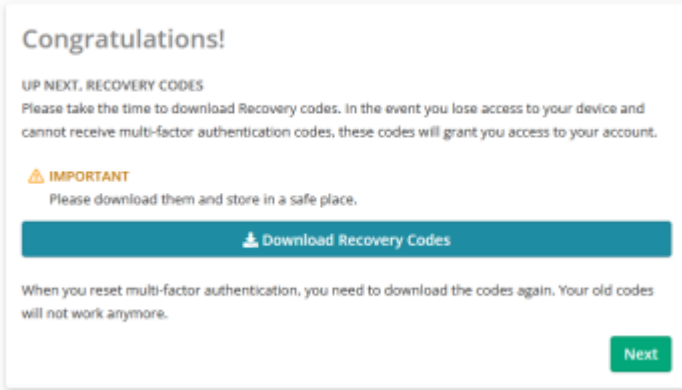 Congratulations!
UP NEXT, RECOVERY CODES
Please take the time to download Recovery codes. In the event you lose access to your device and
cannot receive multi-factor authentication codes, these codes will grant you access to your account.
IMPORTANT
Please download them and store in a safe place.
Download Recovery Codes
When you reset multi-factor authentication, you need to download the codes again. Your old codes
will not work anymore.
Next